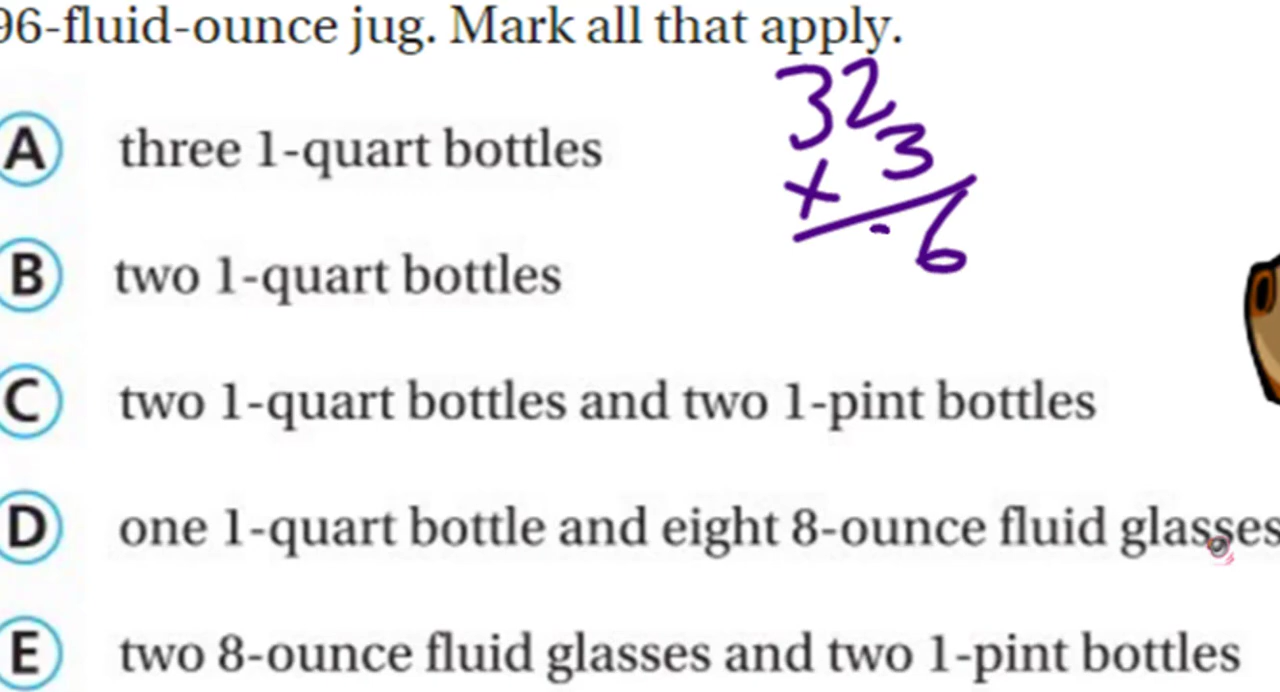 96-fluid-ounce jug. Mark all that apply.
32
3
×
6
A three 1-quart bottles
B two 1-quart bottles
C two 1-quart bottles and two 1-pint bottles
D one 1-quart bottle and eight 8-ounce fluid glasses
E two 8-ounce fluid glasses and two 1-pint bottles